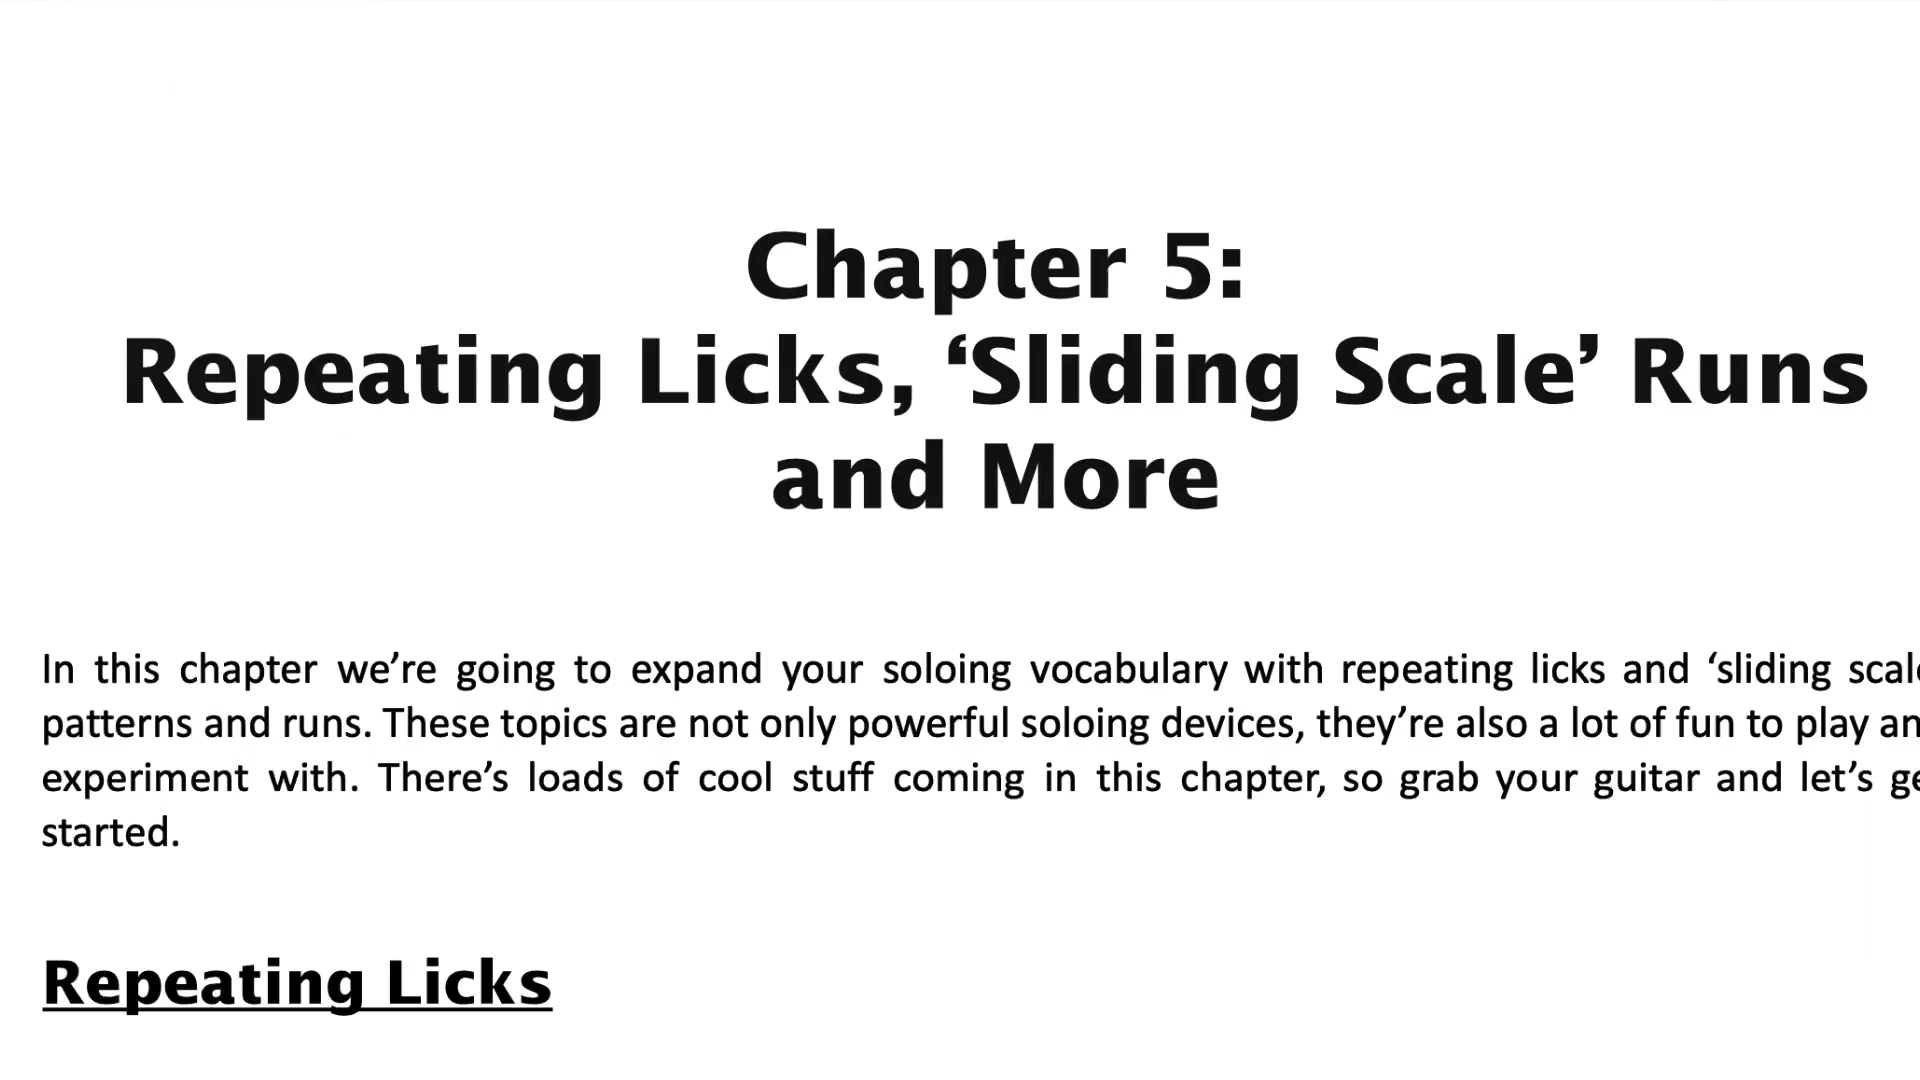 Chapter 5:
Repeating Licks, ‘Sliding Scale’ Runs
and More
In this chapter we’re going to expand your soloing vocabulary with repeating licks and ‘sliding
patterns and runs. These topics are not only powerful soloing devices, they’re also a lot of fun to play
experiment with. There’s loads of cool stuff coming in this chapter, so grab your guitar and let’s
started.
Repeating Licks